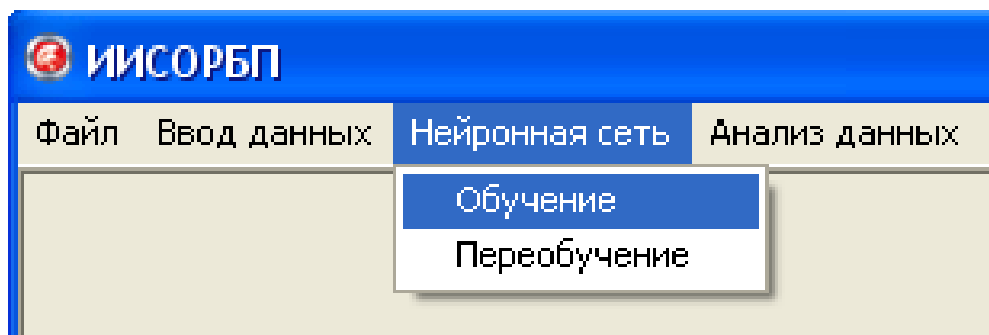 ИИСОРБП
Файл Ввод данных Нейронная сеть Анализ данных
Обучение
Переобучение